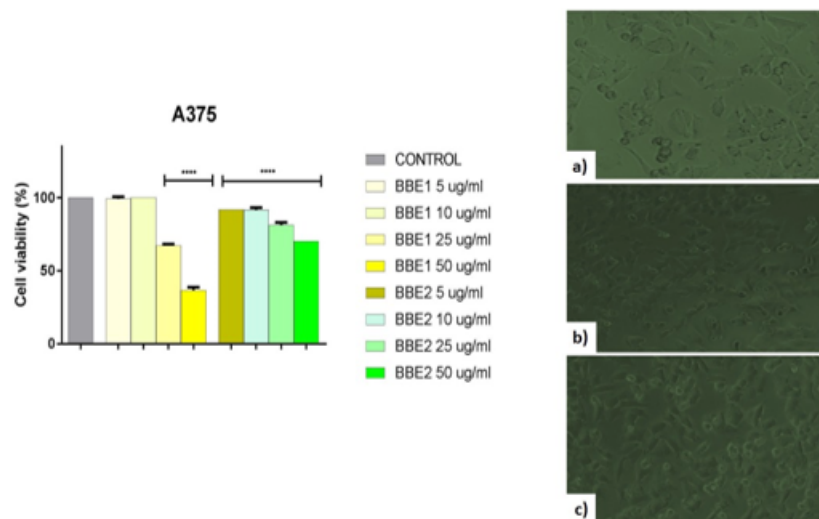 A375
Cell viability (%)
100
50
0
****
****
CONTROL
BBE1 5 ug/ml
BBE1 10 ug/ml
BBE1 25 ug/ml
BBE1 50 ug/ml
BBE2 5 ug/ml
BBE2 10 ug/ml
BBE2 25 ug/ml
BBE2 50 ug/ml
a)
b)
c)